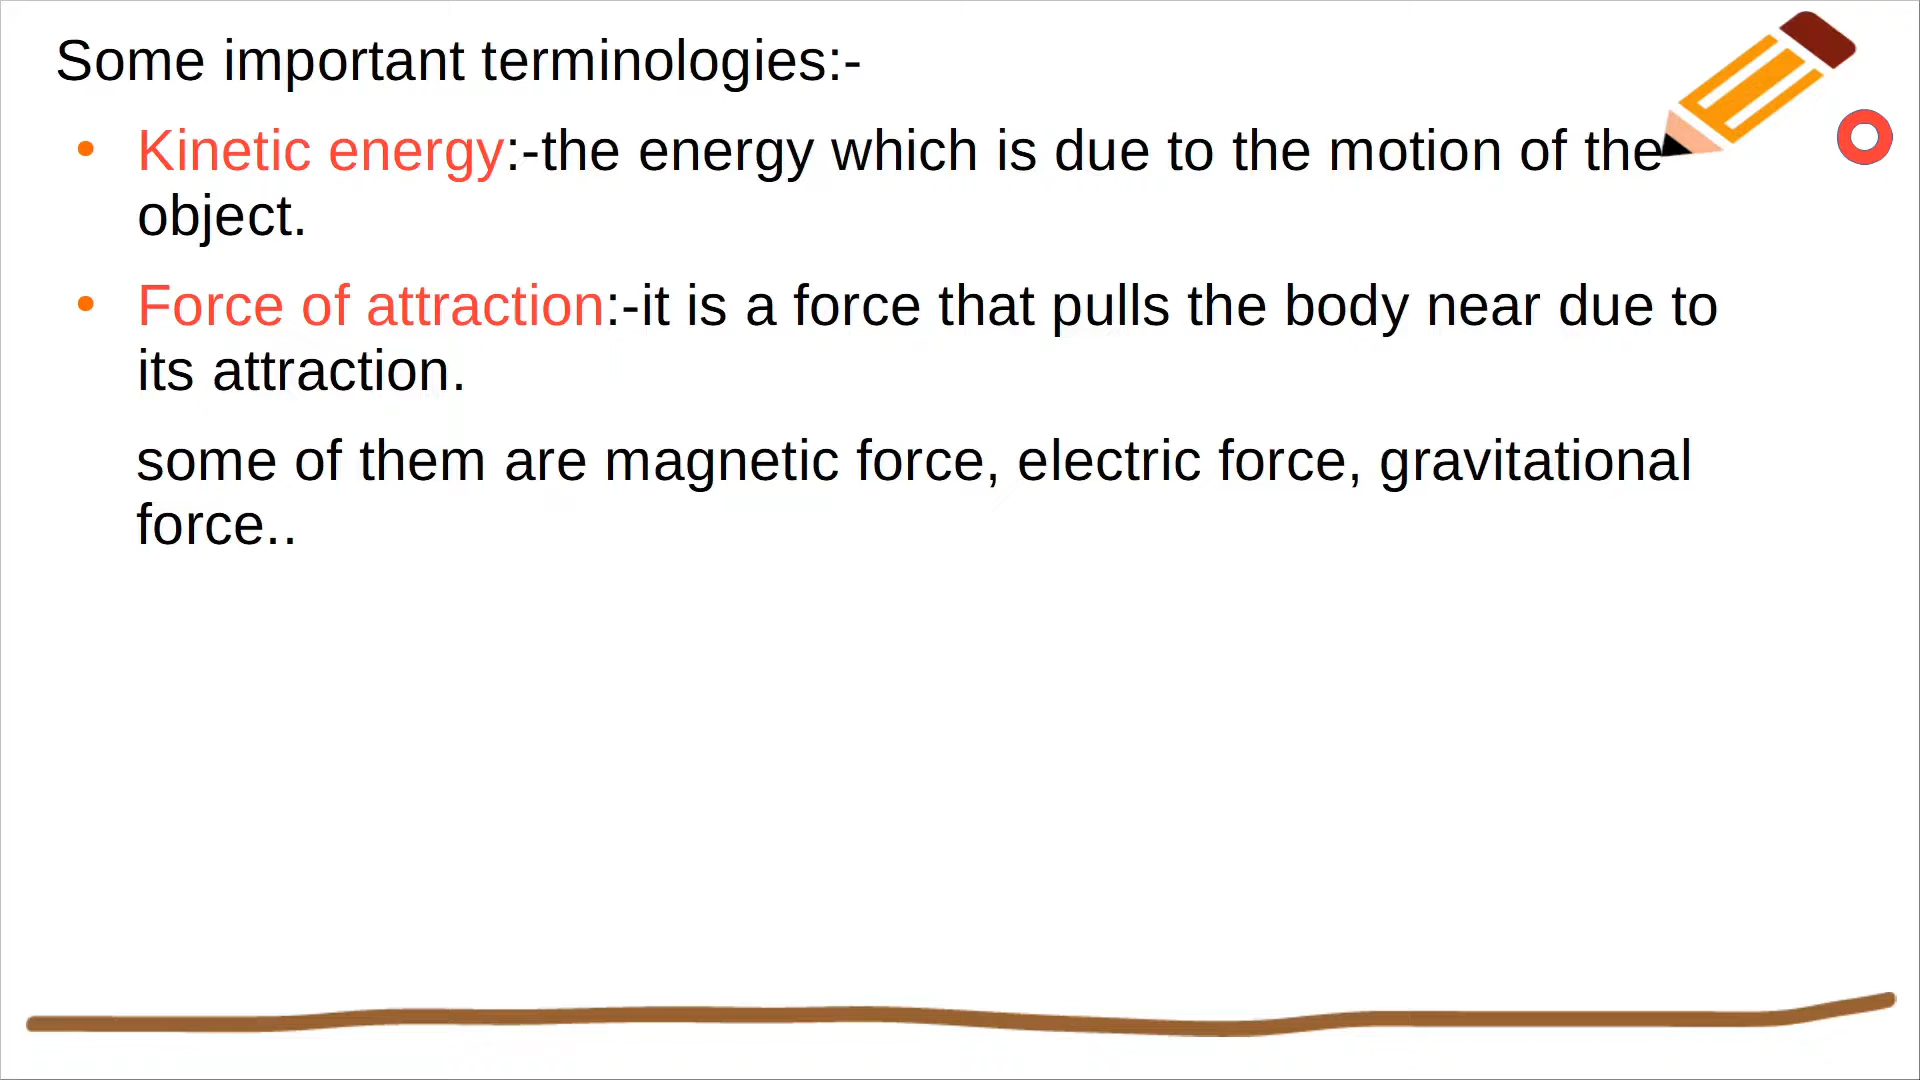 Some important terminologies:-
• Kinetic energy:-the energy which is due to the motion of the
object.
• Force of attraction:-it is a force that pulls the body near due to
its attraction.
some of them are magnetic force, electric force, gravitational
force..